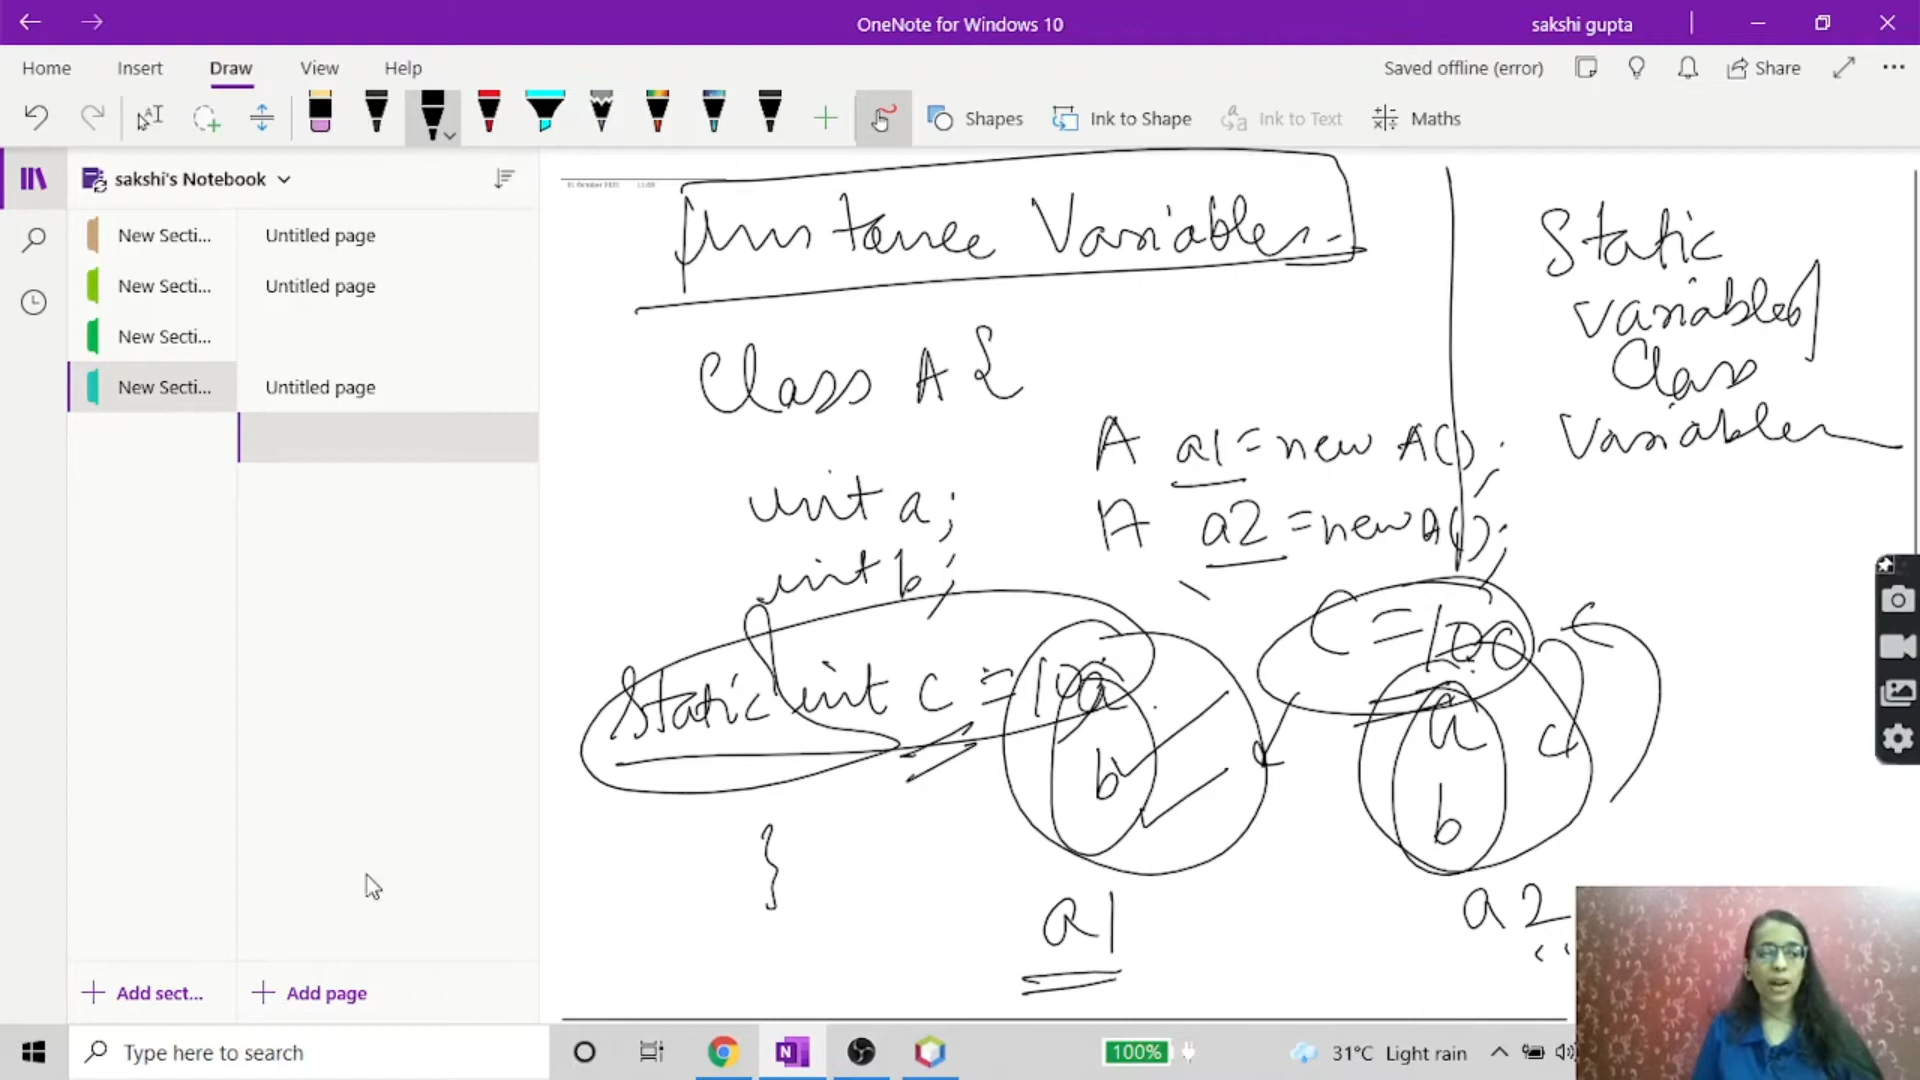 OneNote for Windows 10
sakshi gupta
Home Insert Draw View Help
Saved offline (error)
Share
Shapes
Ink to Shape
Ink to Text
Maths
sakshi's Notebook
New Secti...
New Secti...
New Secti...
New Secti...
Untitled page
Untitled page
Untitled page
Add sect...
Add page
Instance Variables
Static
variables/
Class
Variables
Class A {
A a1 = new A();
A a2 = new A();
int a;
int b;
Static int c = 100
c = 100
a
b
a
b
c
}
a1
a2
Type here to search
100%
31°C Light rain